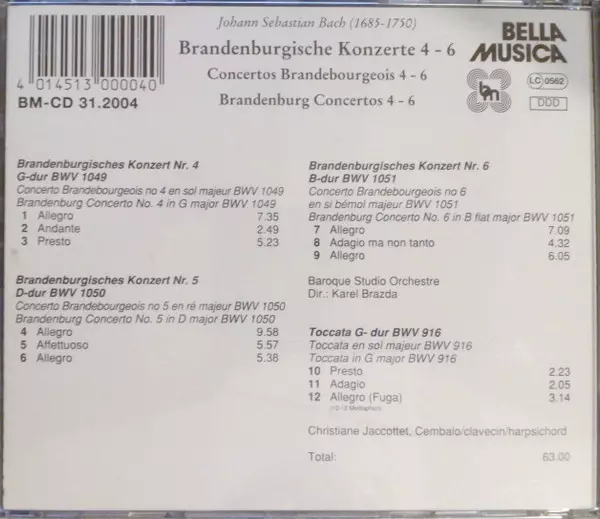 Johann Sebastian Bach (1685-1750)
Brandenburgische Konzerte 4 - 6
Concertos Brandebourgeois 4 - 6
Brandenburg Concertos 4 - 6
4 014513 000040
BM-CD 31.2004
BELLA
MUSICA
bm
LC 0562
DDD
Brandenburgisches Konzert Nr. 4
G-dur BWV 1049
Concerto Brandebourgeois no 4 en sol majeur BWV 1049
Brandenburg Concerto No. 4 in G major BWV 1049
1 Allegro 7.35
2 Andante 2.49
3 Presto 5.23
Brandenburgisches Konzert Nr. 5
D-dur BWV 1050
Concerto Brandebourgeois no 5 en ré majeur BWV 1050
Brandenburg Concerto No. 5 in D major BWV 1050
4 Allegro 9.58
5 Affettuoso 5.57
6 Allegro 5.38
Brandenburgisches Konzert Nr. 6
B-dur BWV 1051
Concerto Brandebourgeois no 6
en si bémol majeur BWV 1051
Brandenburg Concerto No. 6 in B flat major BWV 1051
7 Allegro 7.09
8 Adagio ma non tanto 4.32
9 Allegro 6.05
Baroque Studio Orchestre
Dir.: Karel Brazda
Toccata G- dur BWV 916
Toccata en sol majeur BWV 916
Toccata in G major BWV 916
10 Presto 2.23
11 Adagio 2.05
12 Allegro (Fuga) 3.14
Christiane Jaccottet, Cembalo/clavecin/harpsichord
Total: 63.00